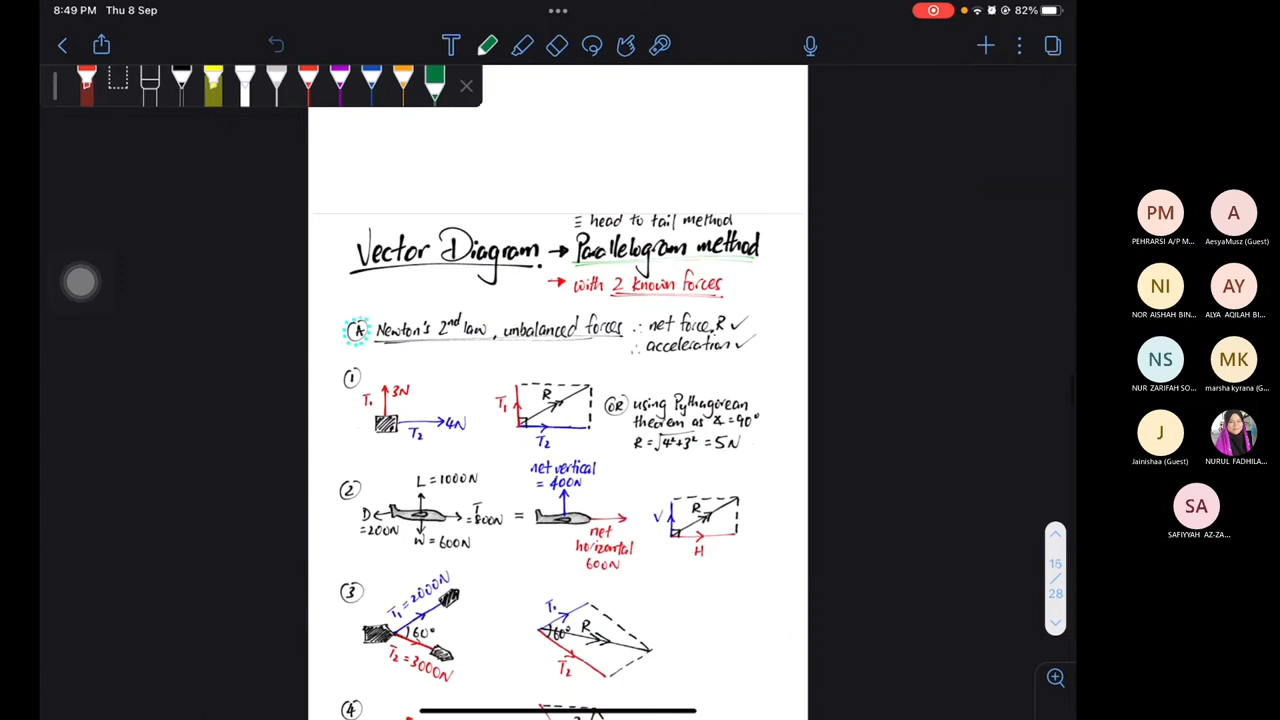 8:49 PM Thu 8 Sep
82%
≡ head to tail method
Vector Diagram → Parallelogram method
→ with 2 known forces
Ⓐ Newton's 2nd law, unbalanced forces ∴ net force, R ✓
∴ acceleration ✓
①
T₁ 3N
T₂ 4N
T₁ R
T₂
OR using Pythagorean
theorem as ∡ = 90°
R = √4²+3² = 5N
②
L = 1000N
D = 200N
T = 800N
W = 600N
=
net vertical
= 400N
net
horizontal
600N
V R
H
③
T₁ = 2000N
60°
T₂ = 3000N
T₁
60° R
T₂
④
15
/
28
PM
PEHRARSI A/P M...
A
AesyaMusz (Guest)
NI
NOR AISHAH BIN...
AY
ALYA AQILAH BI...
NS
NUR ZARIFAH SO...
MK
marsha kyrana (G...
J
Jainishaa (Guest)
NURUL FADHILA...
SA
SAFIYYAH AZ-ZA...